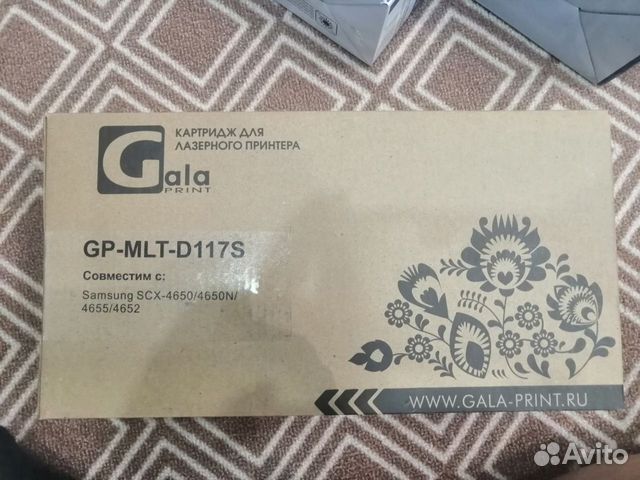 КАРТРИДЖ ДЛЯ
ЛАЗЕРНОГО ПРИНТЕРА
Gala
PRINT
GP-MLT-D117S
Совместим с:
Samsung SCX-4650/4650N/
4655/4652
WWW.GALA-PRINT.RU
Avito